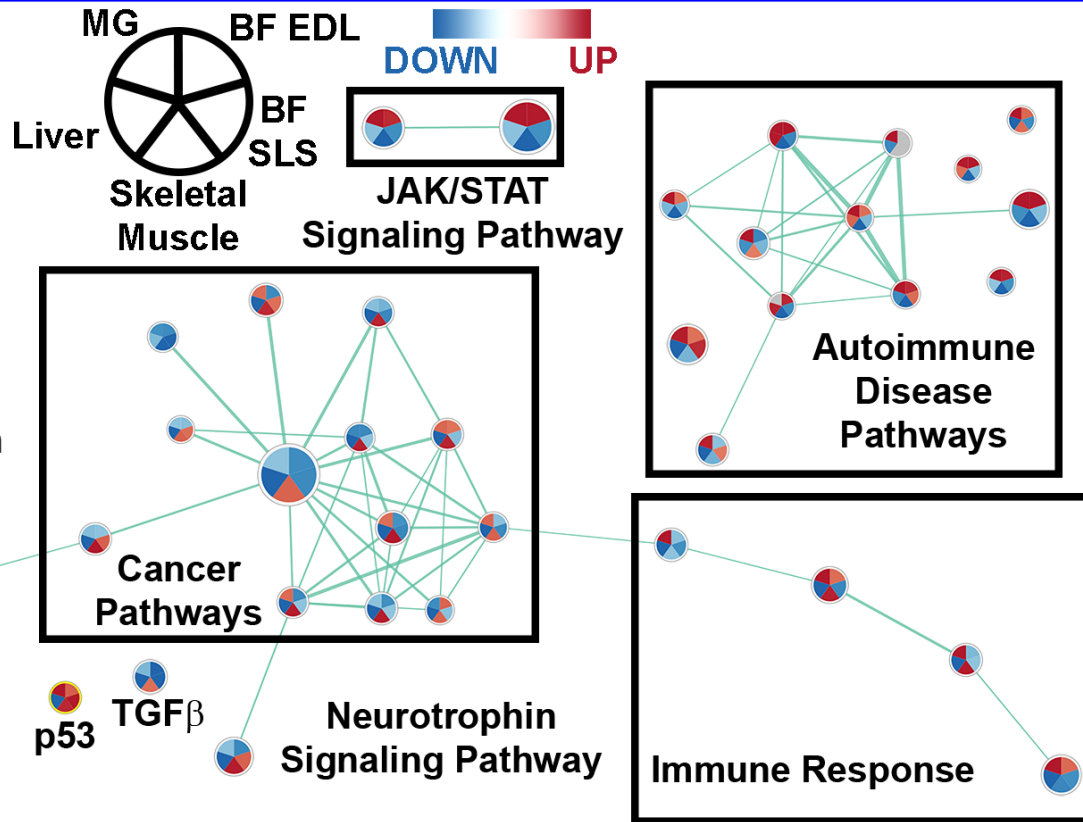 MG
BF EDL
BF
SLS
Liver
Skeletal
Muscle
DOWN
UP
JAK/STAT
Signaling Pathway
Autoimmune
Disease
Pathways
Cancer
Pathways
p53
TGFβ
Neurotrophin
Signaling Pathway
Immune Response